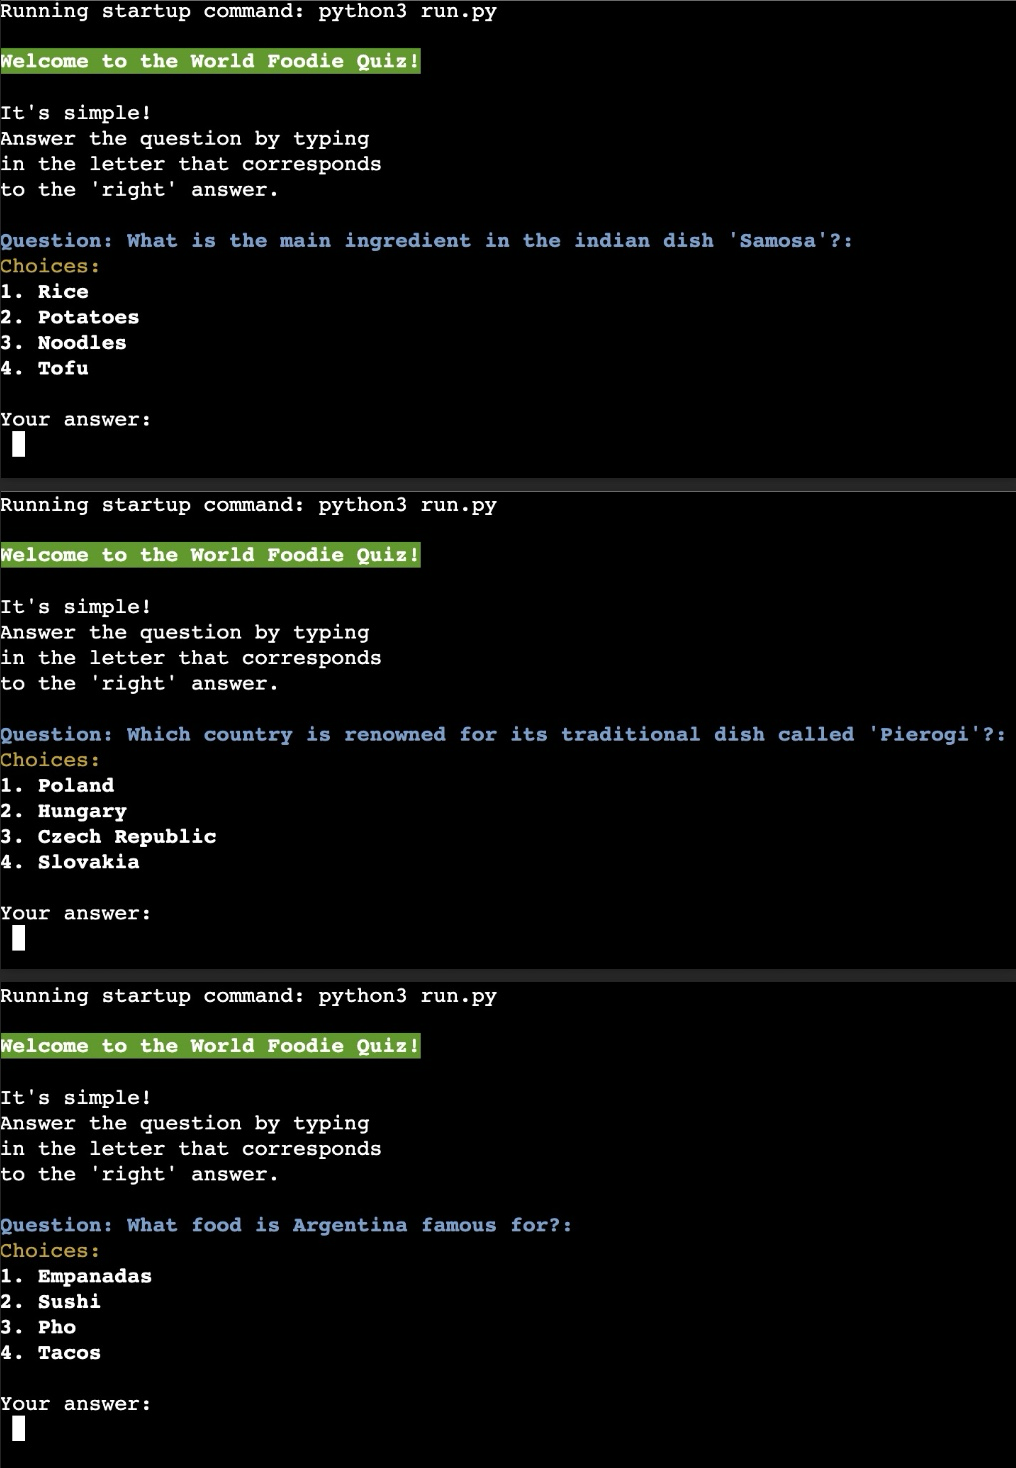 Running startup command: python3 run.py
Welcome to the World Foodie Quiz!
It's simple!
Answer the question by typing
in the letter that corresponds
to the 'right' answer.
Question: What is the main ingredient in the indian dish 'Samosa'?:
Choices:
1. Rice
2. Potatoes
3. Noodles
4. Tofu
Your answer:
Running startup command: python3 run.py
Welcome to the World Foodie Quiz!
It's simple!
Answer the question by typing
in the letter that corresponds
to the 'right' answer.
Question: Which country is renowned for its traditional dish called 'Pierogi'?:
Choices:
1. Poland
2. Hungary
3. Czech Republic
4. Slovakia
Your answer:
Running startup command: python3 run.py
Welcome to the World Foodie Quiz!
It's simple!
Answer the question by typing
in the letter that corresponds
to the 'right' answer.
Question: What food is Argentina famous for?:
Choices:
1. Empanadas
2. Sushi
3. Pho
4. Tacos
Your answer: